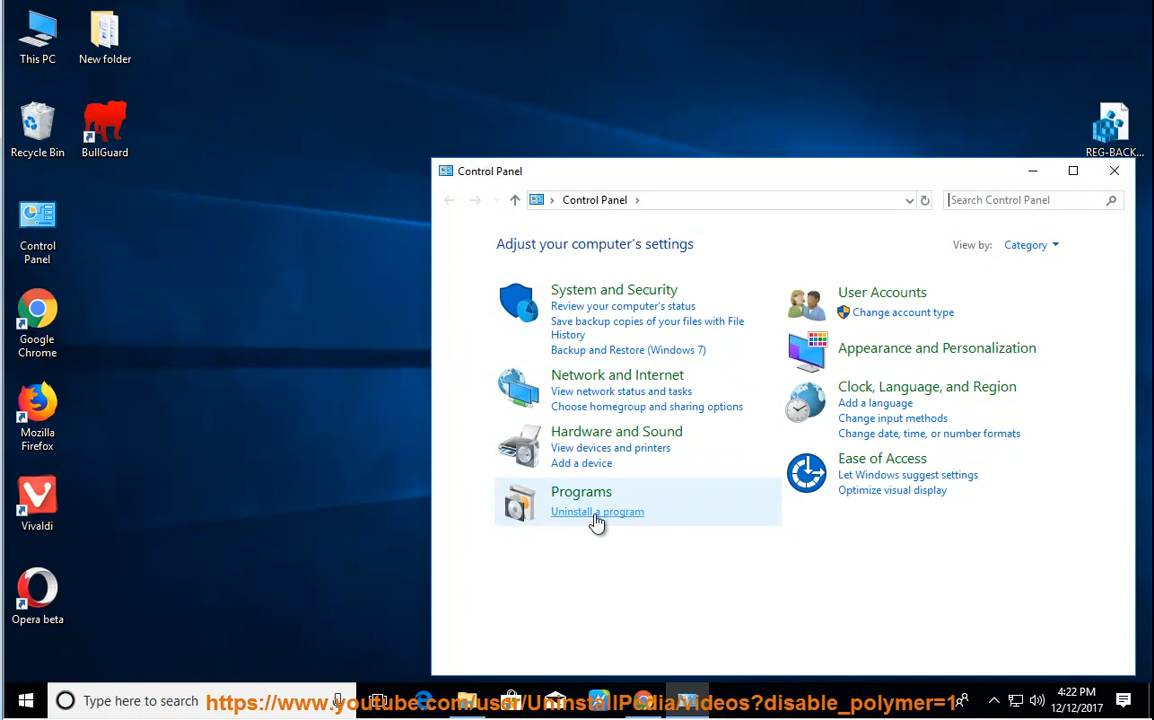 This PC
New folder
Recycle Bin
BullGuard
Control
Panel
Google
Chrome
Mozilla
Firefox
Vivaldi
Opera beta
REG-BACK...
Control Panel
Control Panel
Search Control Panel
Adjust your computer's settings
View by: Category
System and Security
Review your computer's status
Save backup copies of your files with File
History
Backup and Restore (Windows 7)
Network and Internet
View network status and tasks
Choose homegroup and sharing options
Hardware and Sound
View devices and printers
Add a device
Programs
Uninstall a program
User Accounts
Change account type
Appearance and Personalization
Clock, Language, and Region
Add a language
Change input methods
Change date, time, or number formats
Ease of Access
Let Windows suggest settings
Optimize visual display
Type here to search
https://www.youtube.com/user/UninstallPedia/videos?disable_polymer=1
4:22 PM
12/12/2017